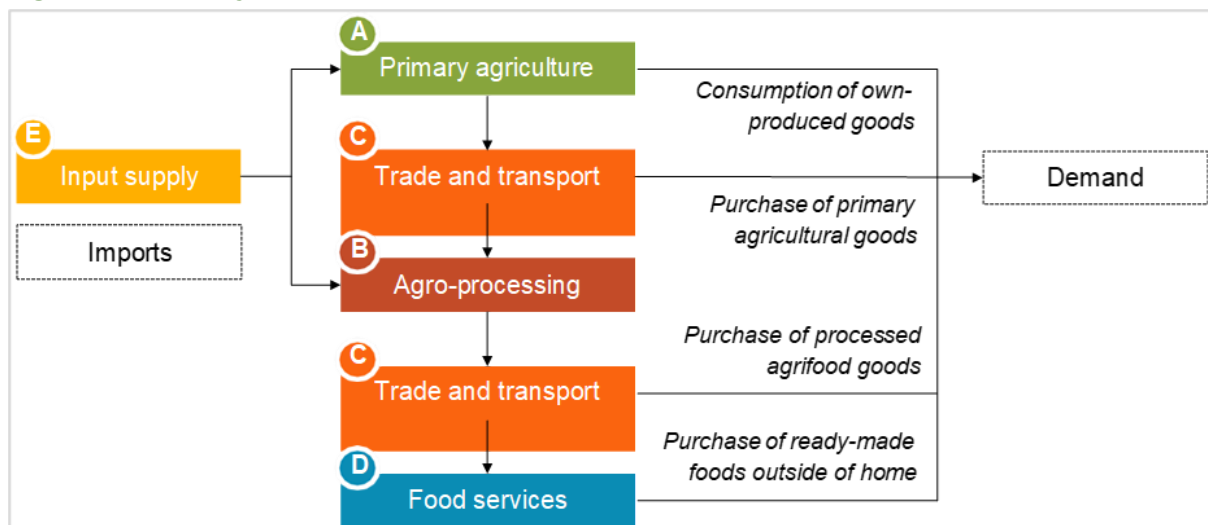 A
Primary agriculture
Consumption of own-
produced goods
E
Input supply
C
Trade and transport
Demand
Purchase of primary
agricultural goods
Imports
B
Agro-processing
Purchase of processed
agrifood goods
C
Trade and transport
Purchase of ready-made
foods outside of home
D
Food services